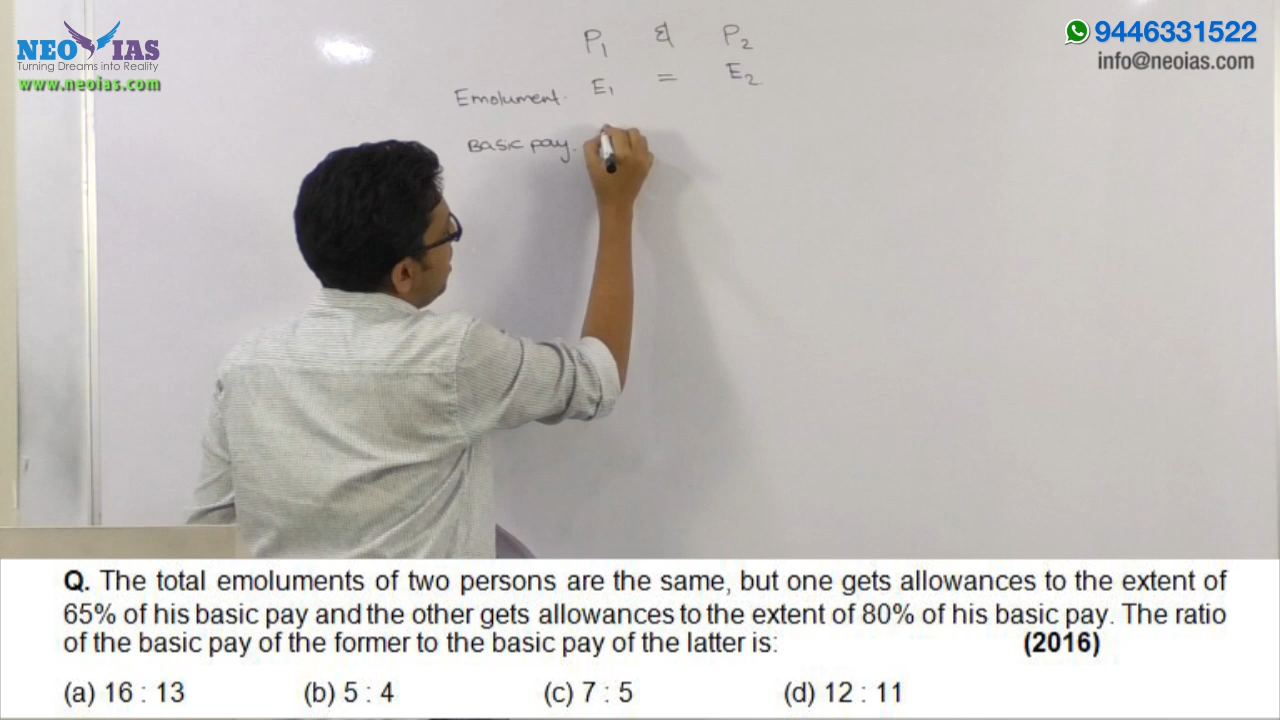 NEO IAS
Turning Dreams into Reality
www.neoias.com
9446331522
info@neoias.com
P₁ & P₂
Emolument. E₁ = E₂
Basic pay.
Q. The total emoluments of two persons are the same, but one gets allowances to the extent of
65% of his basic pay and the other gets allowances to the extent of 80% of his basic pay. The ratio
of the basic pay of the former to the basic pay of the latter is: (2016)
(a) 16 : 13 (b) 5 : 4 (c) 7 : 5 (d) 12 : 11